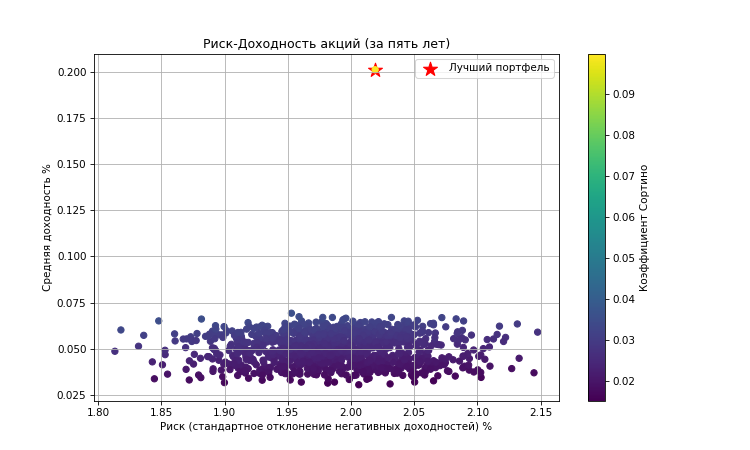 Риск-Доходность акций (за пять лет)
Лучший портфель
Средняя доходность %
0.200
0.175
0.150
0.125
0.100
0.075
0.050
0.025
1.80 1.85 1.90 1.95 2.00 2.05 2.10 2.15
Риск (стандартное отклонение негативных доходностей) %
0.09
0.08
0.07
0.06
0.05
0.04
0.03
0.02
Коэффициент Сортино